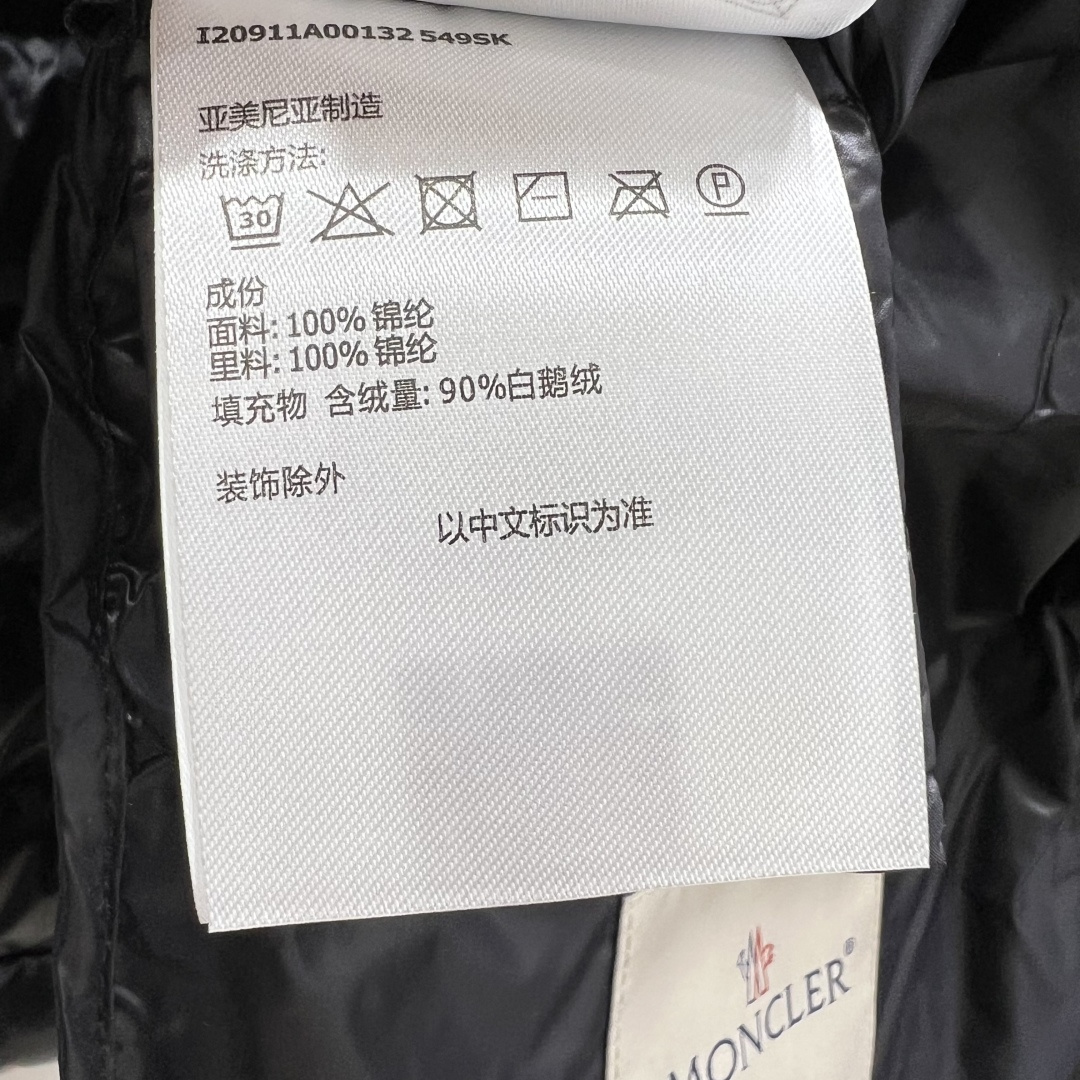 I20911A00132 549SK
亚美尼亚制造
洗涤方法:
30
P
成份
面料: 100% 锦纶
里料: 100% 锦纶
填充物 含绒量: 90%白鹅绒
装饰除外
以中文标识为准
MONCLER®